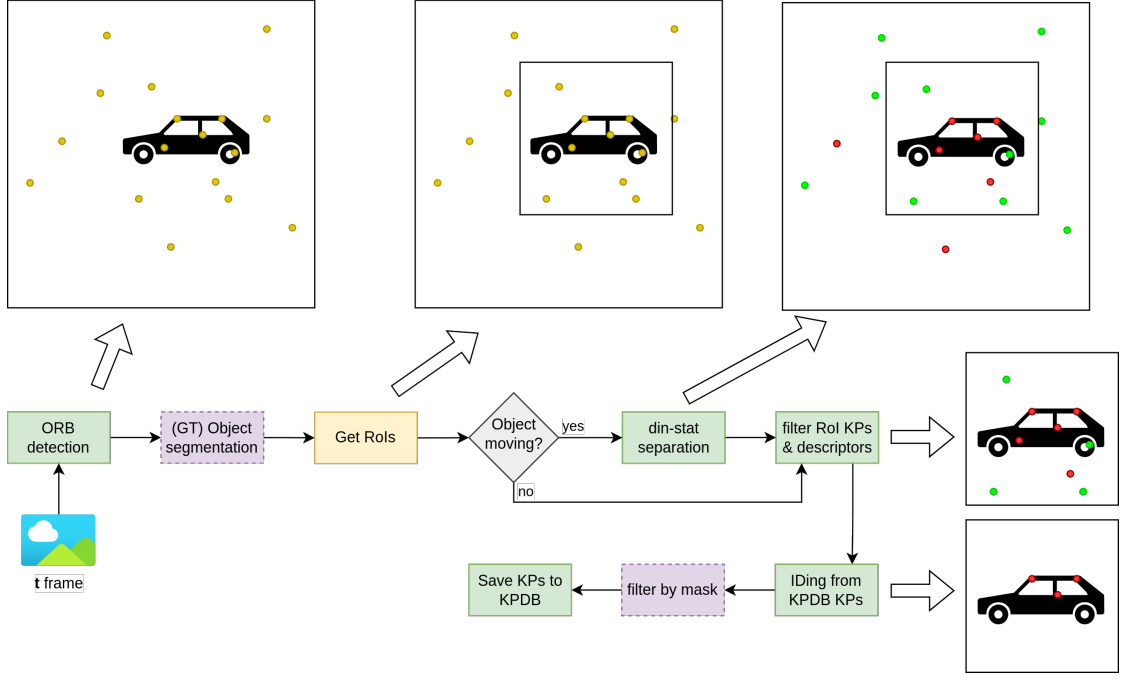 ORB
detection
(GT) Object
segmentation
Get RoIs
Object
moving?
yes
no
din-stat
separation
filter RoI KPs
& descriptors
t frame
Save KPs to
KPDB
filter by mask
IDing from
KPDB KPs